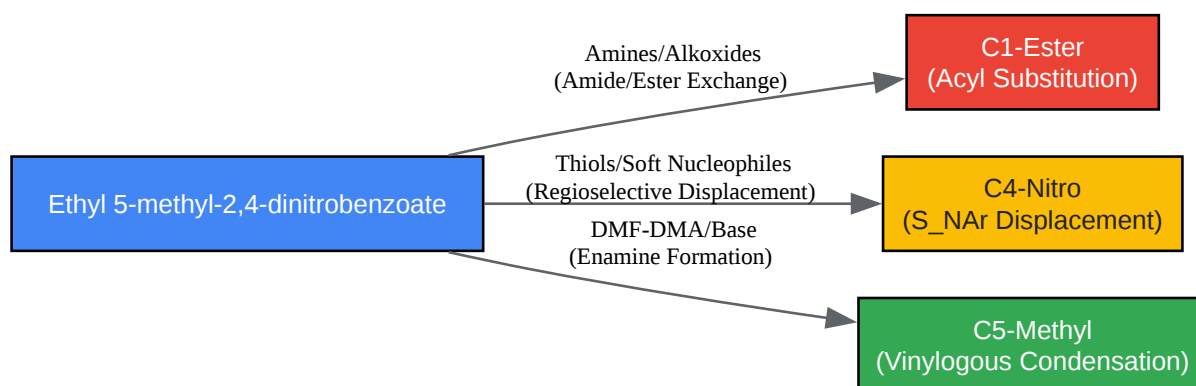 Amines/Alkoxides
(Amide/Ester Exchange)
C1-Ester
(Acyl Substitution)
Ethyl 5-methyl-2,4-dinitrobenzoate
Thiols/Soft Nucleophiles
(Regioselective Displacement)
C4-Nitro
(S_NAr Displacement)
DMF-DMA/Base
(Enamine Formation)
C5-Methyl
(Vinylogous Condensation)